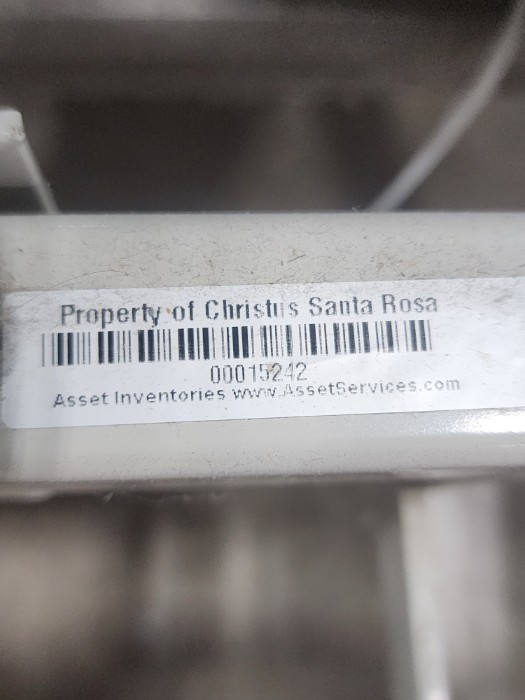 Property of Christus Santa Rosa
00015242
Asset Inventories www.AssetServices.com